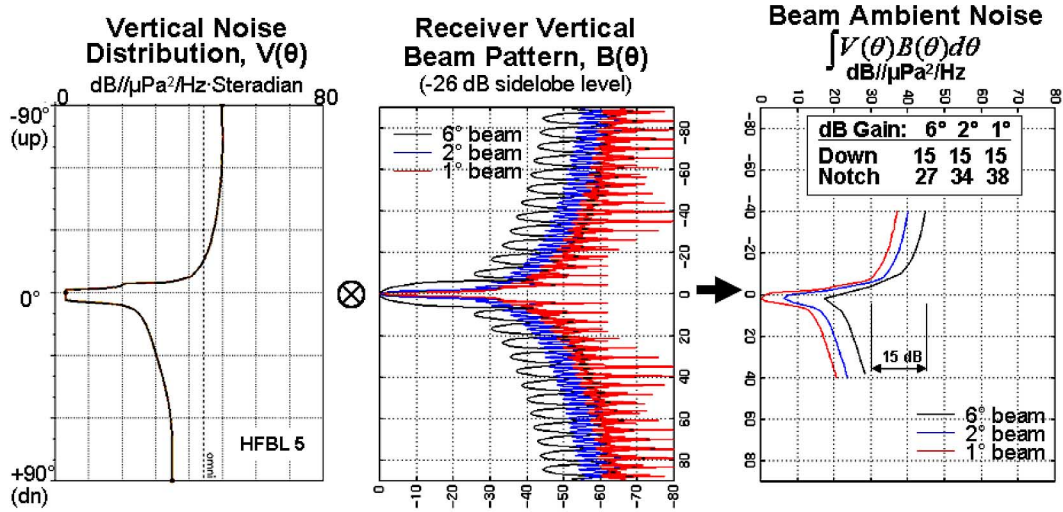 Vertical Noise
Distribution, V(θ)
dB//μPa²/Hz·Steradian
0
80
-90°
(up)
0°
+90°
(dn)
HFBL 5
omni
⊗
Receiver Vertical
Beam Pattern, B(θ)
(-26 dB sidelobe level)
6° beam
2° beam
1° beam
-80
-60
-40
-20
0
20
40
60
80
0
-10
-20
-30
-40
-50
-60
-70
-80
Beam Ambient Noise
∫V(θ)B(θ)dθ
dB//μPa²/Hz
0
10
20
30
40
50
60
70
80
-80
-60
-40
-20
0
20
40
60
80
dB Gain: 6° 2° 1°
Down 15 15 15
Notch 27 34 38
15 dB
6° beam
2° beam
1° beam